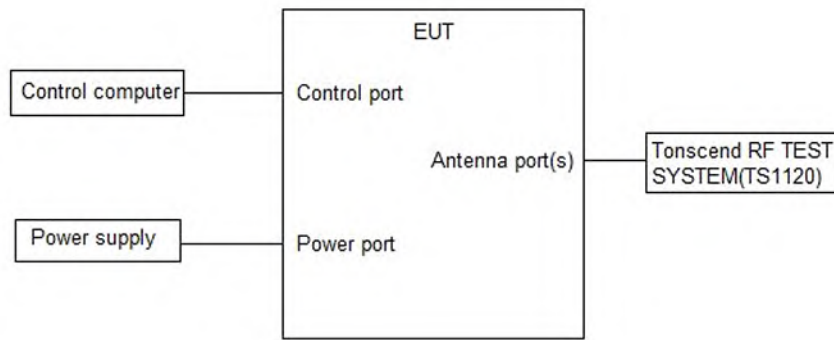 EUT
Control computer
Control port
Antenna port(s)
Tonscend RF TEST
SYSTEM(TS1120)
Power supply
Power port